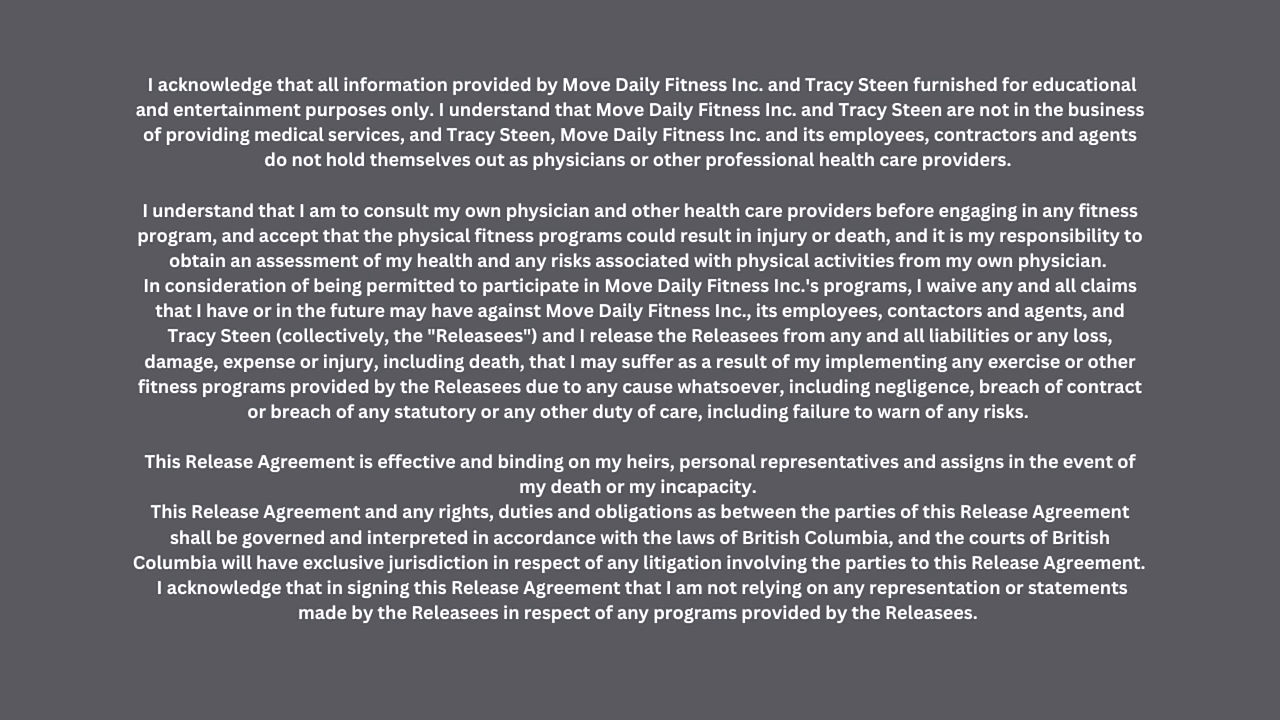 I acknowledge that all information provided by Move Daily Fitness Inc. and Tracy Steen furnished for educational
and entertainment purposes only. I understand that Move Daily Fitness Inc. and Tracy Steen are not in the business
of providing medical services, and Tracy Steen, Move Daily Fitness Inc. and its employees, contractors and agents
do not hold themselves out as physicians or other professional health care providers.
I understand that I am to consult my own physician and other health care providers before engaging in any fitness
program, and accept that the physical fitness programs could result in injury or death, and it is my responsibility to
obtain an assessment of my health and any risks associated with physical activities from my own physician.
In consideration of being permitted to participate in Move Daily Fitness Inc.'s programs, I waive any and all claims
that I have or in the future may have against Move Daily Fitness Inc., its employees, contactors and agents, and
Tracy Steen (collectively, the "Releasees") and I release the Releasees from any and all liabilities or any loss,
damage, expense or injury, including death, that I may suffer as a result of my implementing any exercise or other
fitness programs provided by the Releasees due to any cause whatsoever, including negligence, breach of contract
or breach of any statutory or any other duty of care, including failure to warn of any risks.
This Release Agreement is effective and binding on my heirs, personal representatives and assigns in the event of
my death or my incapacity.
This Release Agreement and any rights, duties and obligations as between the parties of this Release Agreement
shall be governed and interpreted in accordance with the laws of British Columbia, and the courts of British
Columbia will have exclusive jurisdiction in respect of any litigation involving the parties to this Release Agreement.
I acknowledge that in signing this Release Agreement that I am not relying on any representation or statements
made by the Releasees in respect of any programs provided by the Releasees.